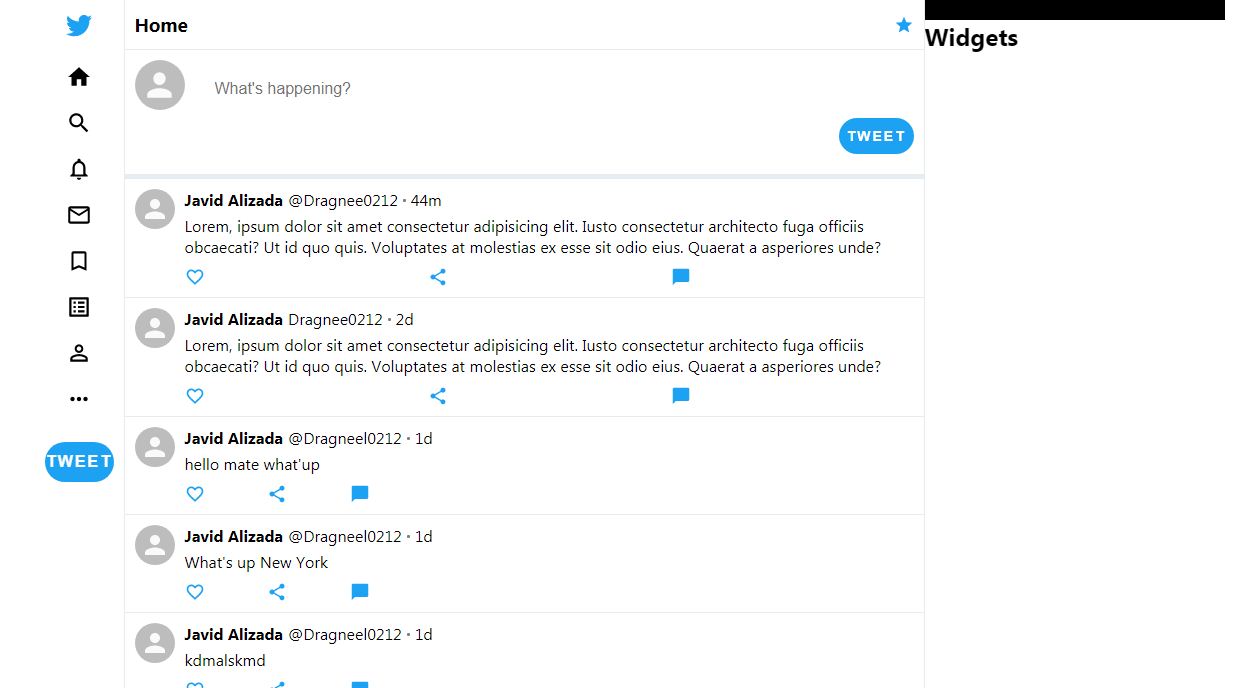 Home
Widgets
What's happening?
TWEET
Javid Alizada @Dragnee0212 · 44m
Lorem, ipsum dolor sit amet consectetur adipisicing elit. Iusto consectetur architecto fuga officiis
obcaecati? Ut id quo quis. Voluptates at molestias ex esse sit odio eius. Quaerat a asperiores unde?
Javid Alizada Dragnee0212 · 2d
Lorem, ipsum dolor sit amet consectetur adipisicing elit. Iusto consectetur architecto fuga officiis
obcaecati? Ut id quo quis. Voluptates at molestias ex esse sit odio eius. Quaerat a asperiores unde?
Javid Alizada @Dragneel0212 · 1d
hello mate what'up
TWEET
Javid Alizada @Dragneel0212 · 1d
What's up New York
Javid Alizada @Dragneel0212 · 1d
kdmalskmd